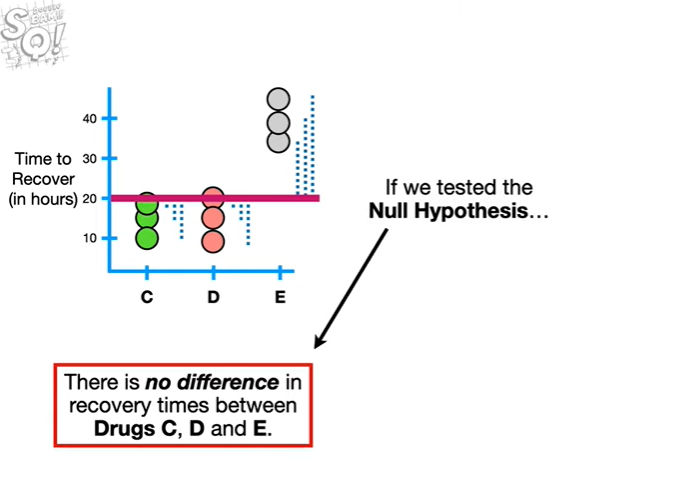 SQ!
40
Time to 30
Recover
(in hours) 20
10
C D E
If we tested the
Null Hypothesis...
There is no difference in
recovery times between
Drugs C, D and E.